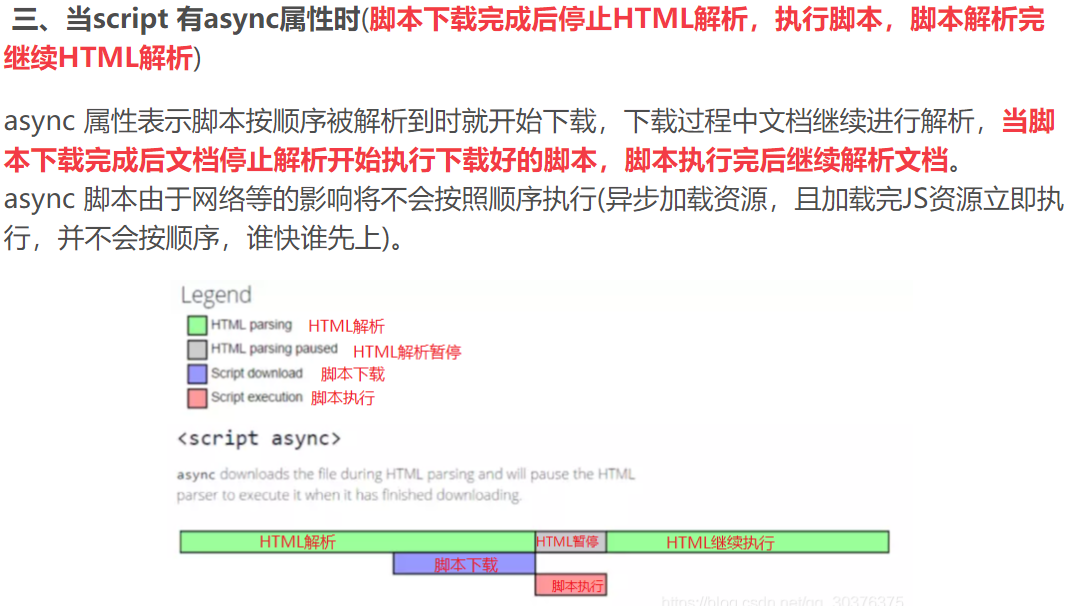 三、当script 有async属性时(脚本下载完成后停止HTML解析，执行脚本，脚本解析完
继续HTML解析)
async 属性表示脚本按顺序被解析到时就开始下载，下载过程中文档继续进行解析，当脚
本下载完成后文档停止解析开始执行下载好的脚本，脚本执行完后继续解析文档。
async 脚本由于网络等的影响将不会按照顺序执行(异步加载资源，且加载完JS资源立即执
行，并不会按顺序，谁快谁先上)。
Legend
HTML parsing HTML解析
HTML parsing paused HTML解析暂停
Script download 脚本下载
Script execution 脚本执行
<script async>
async downloads the file during HTML parsing and will pause the HTML
parser to execute it when it has finished downloading.
HTML解析 HTML暂停 HTML继续执行
脚本下载
脚本执行
https://blog.csdn.net/qq_30376375